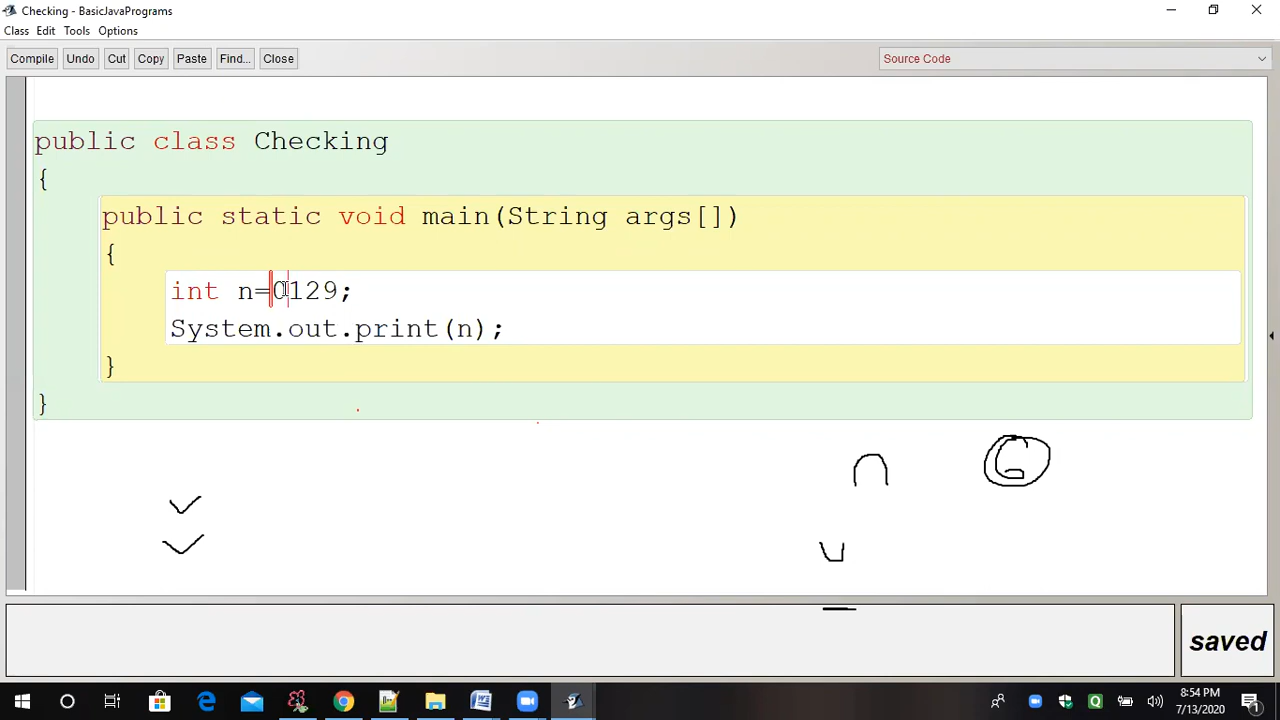 Checking - BasicJavaPrograms
Class Edit Tools Options
Compile Undo Cut Copy Paste Find... Close Source Code
public class Checking
{
public static void main(String args[])
{
int n=0129;
System.out.print(n);
}
}
n 6
saved
8:54 PM
7/13/2020